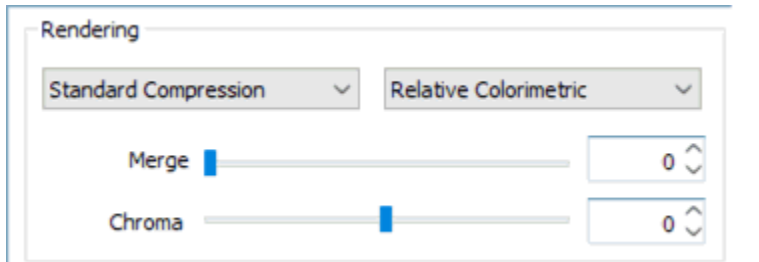 Rendering
Standard Compression Relative Colorimetric
Merge 0
Chroma 0